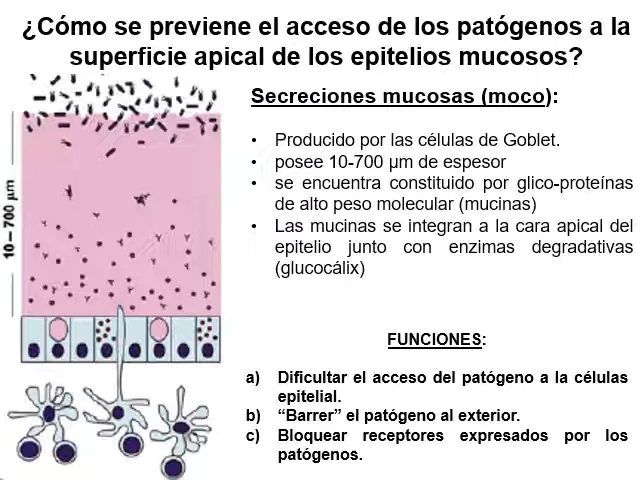 ¿Cómo se previene el acceso de los patógenos a la
superficie apical de los epitelios mucosos?
10 – 700 µm
Secreciones mucosas (moco):
• Producido por las células de Goblet.
• posee 10-700 µm de espesor
• se encuentra constituido por glico-proteínas
de alto peso molecular (mucinas)
• Las mucinas se integran a la cara apical del
epitelio junto con enzimas degradativas
(glucocálix)
FUNCIONES:
a) Dificultar el acceso del patógeno a la células
epitelial.
b) “Barrer” el patógeno al exterior.
c) Bloquear receptores expresados por los
patógenos.